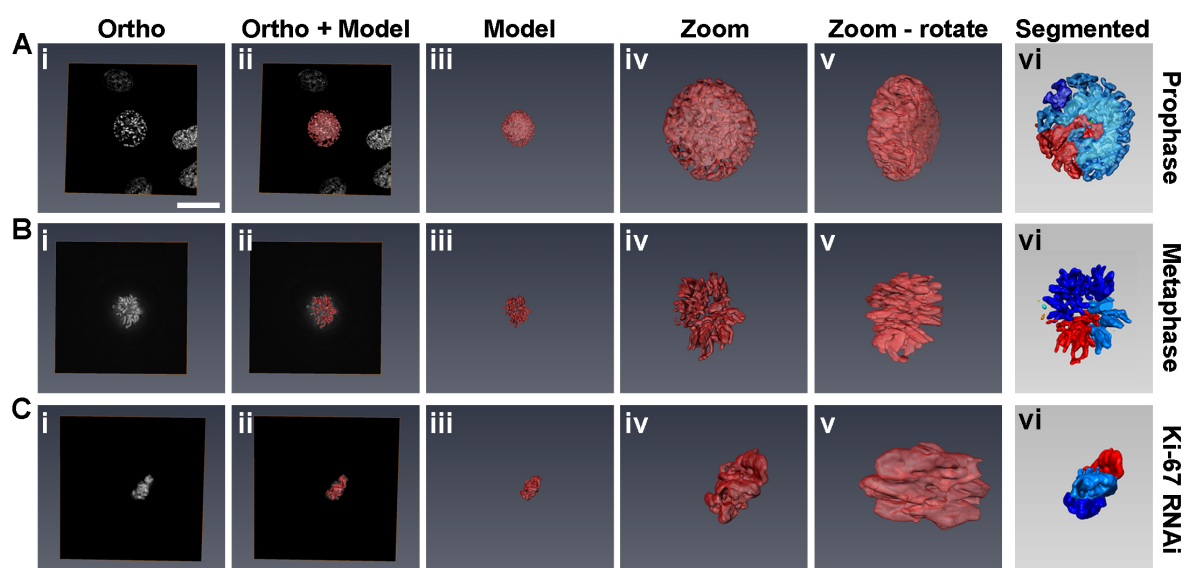 Ortho Ortho + Model Model Zoom Zoom - rotate Segmented
A i ii iii iv v vi Prophase
B i ii iii iv v vi Metaphase
C i ii iii iv v vi Ki-67 RNAi